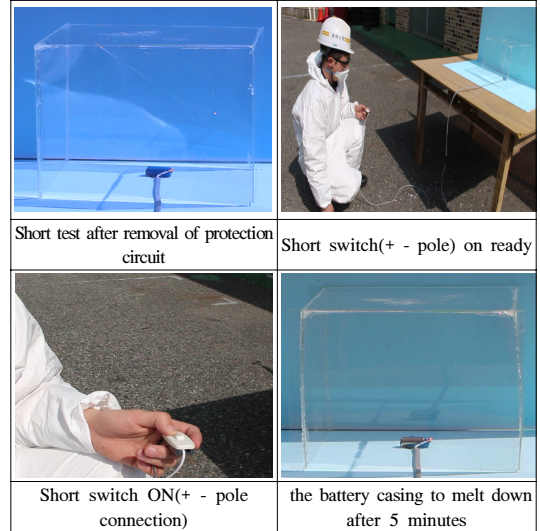 Short test after removal of protection
circuit
Short switch(+ - pole) on ready
Short switch ON(+ - pole
connection)
the battery casing to melt down
after 5 minutes